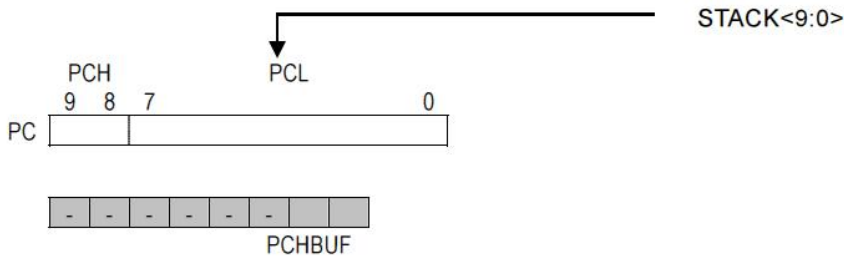 STACK<9:0>
PCH PCL
9 8 7 0
PC
- - - - - -
PCHBUF